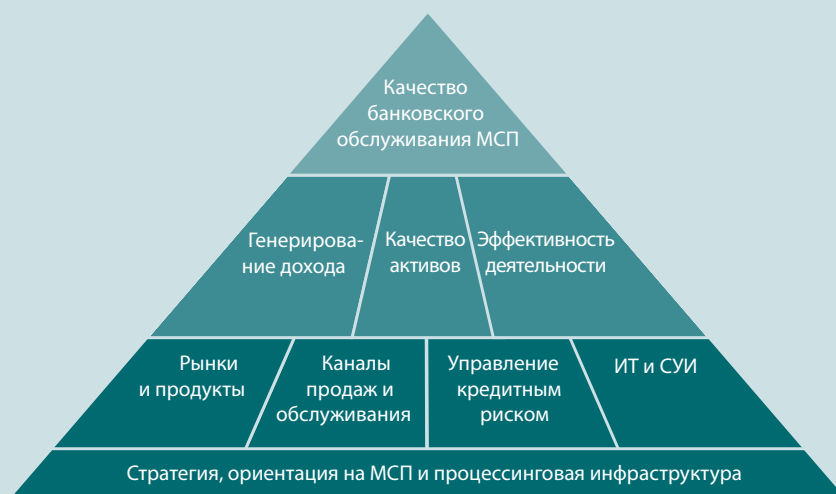 Качество
банковского
обслуживания МСП
Генерирова-
ние дохода
Качество
активов
Эффективность
деятельности
Рынки
и продукты
Каналы
продаж и
обслуживания
Управление
кредитным
риском
ИТ и СУИ
Стратегия, ориентация на МСП и процессинговая инфраструктура